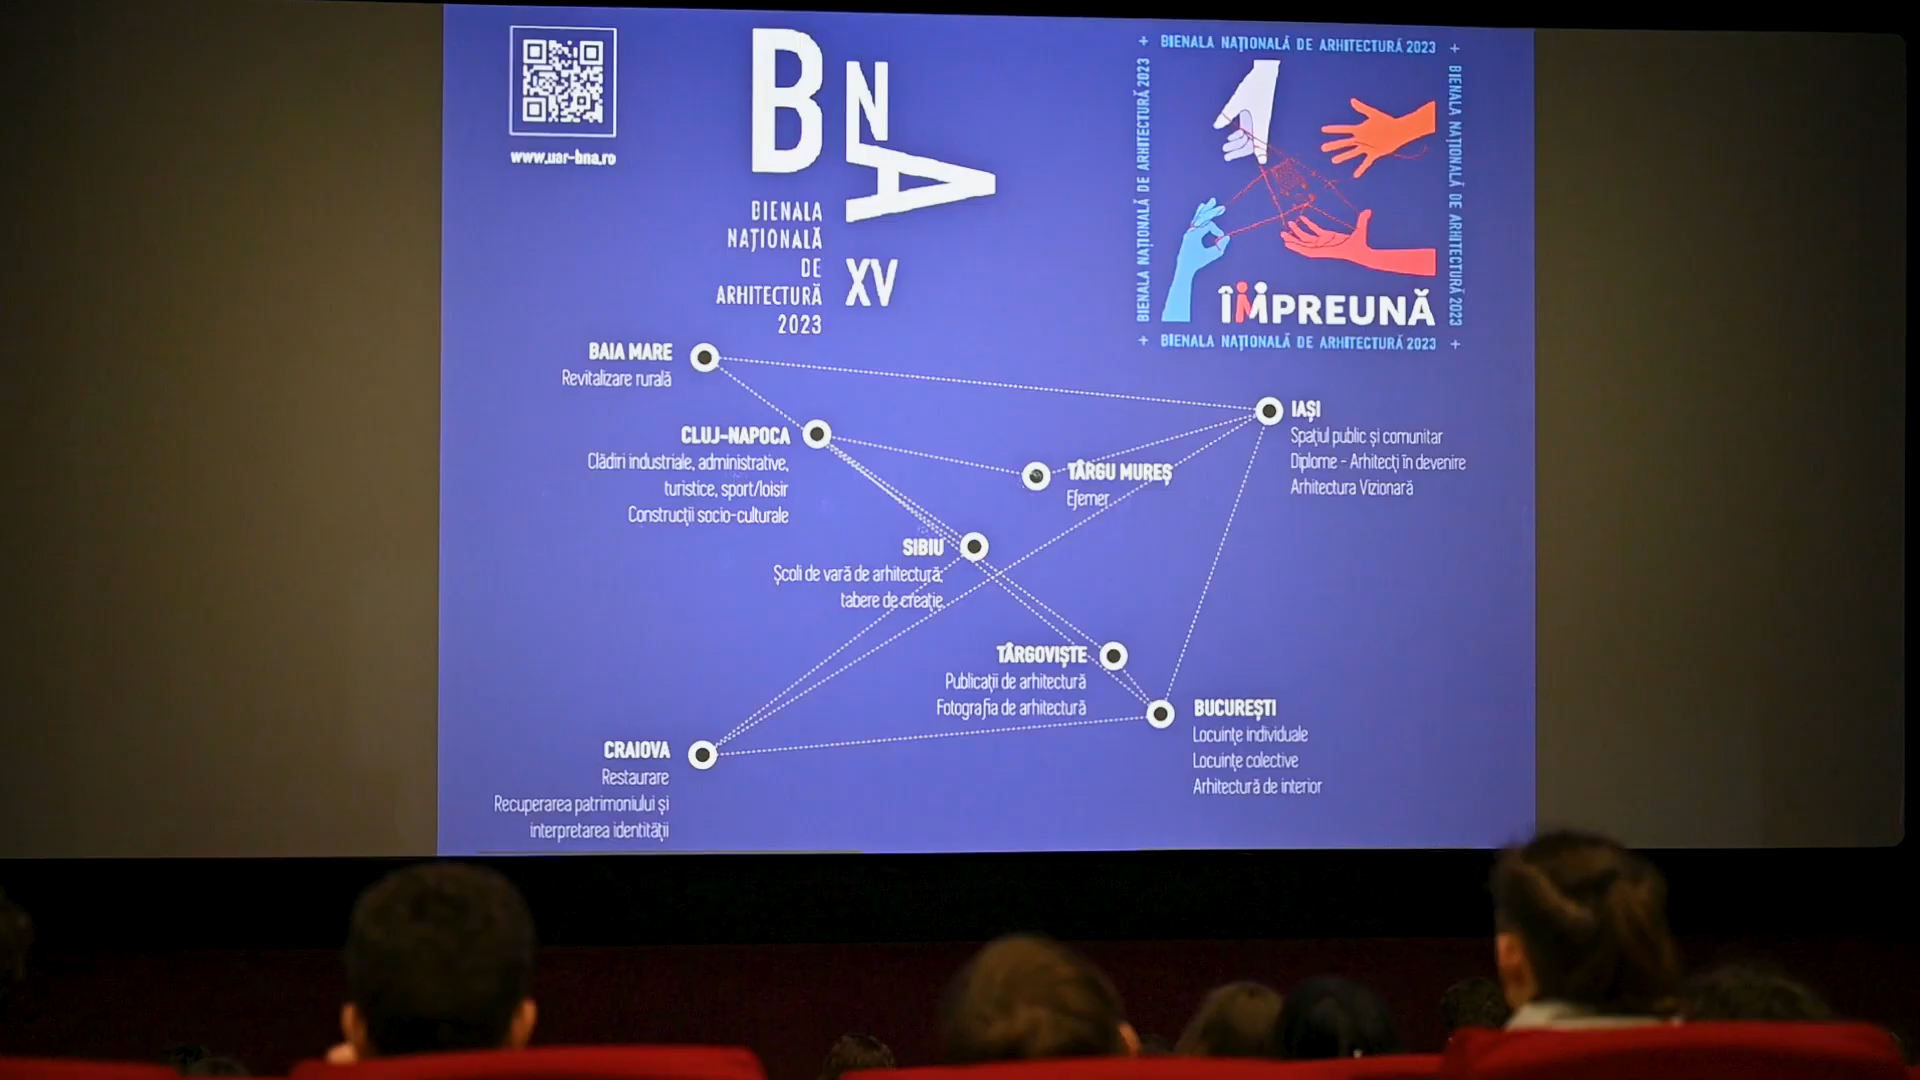 www.uar-bna.ro
BNA
BIENALA
NAȚIONALĂ
DE
ARHITECTURĂ
2023
XV
BIENALA NAȚIONALĂ DE ARHITECTURĂ 2023
BIENALA NAȚIONALĂ DE ARHITECTURĂ 2023
BIENALA NAȚIONALĂ DE ARHITECTURĂ 2023
ÎMPREUNĂ
BIENALA NAȚIONALĂ DE ARHITECTURĂ 2023
BAIA MARE
Revitalizare rurală
IAȘI
Spațiul public și comunitar
Diplome - Arhitecți în devenire
Arhitectura Vizionară
CLUJ-NAPOCA
Clădiri industriale, administrative,
turistice, sport/loisir
Construcții socio-culturale
TÂRGU MUREȘ
Efemer
SIBIU
Școli de vară de arhitectură;
tabere de creație
TÂRGOVIȘTE
Publicații de arhitectură
Fotografia de arhitectură
BUCUREȘTI
Locuințe individuale
Locuințe colective
Arhitectură de interior
CRAIOVA
Restaurare
Recuperarea patrimoniului și
interpretarea identității